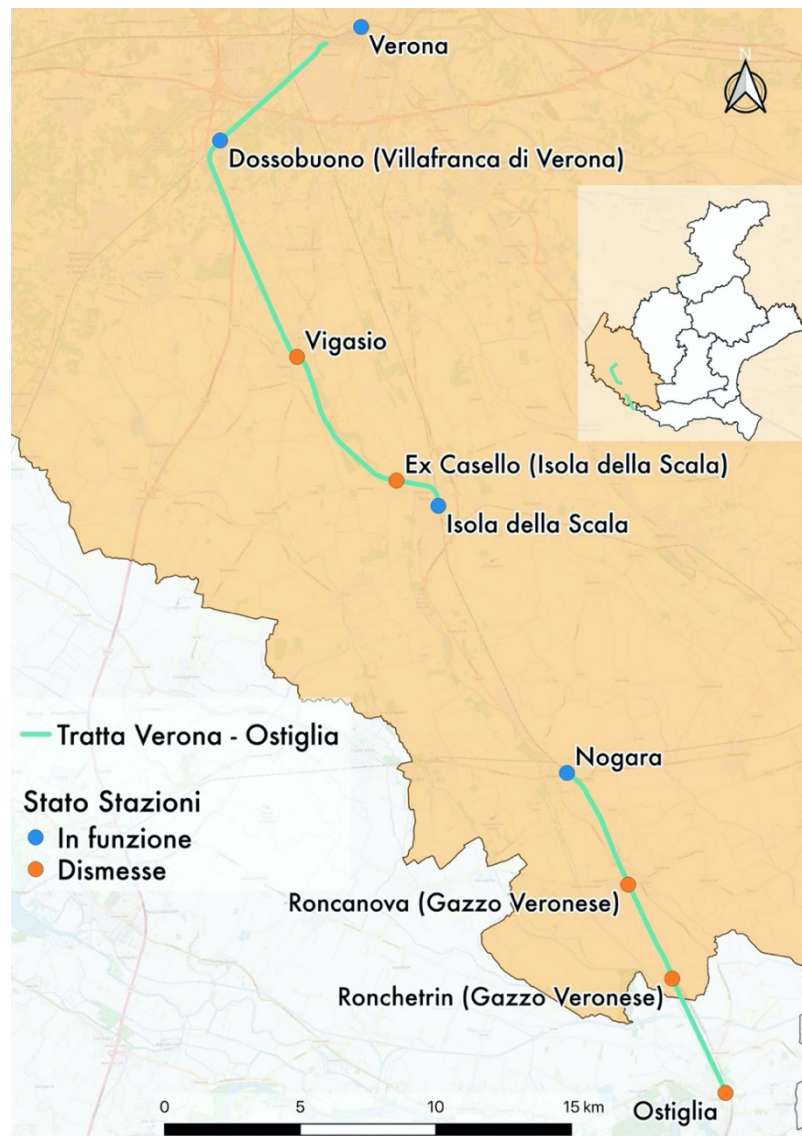 Verona
N
Dossobuono (Villafranca di Verona)
Vigasio
Ex Casello (Isola della Scala)
Isola della Scala
Tratta Verona - Ostiglia
Nogara
Stato Stazioni
In funzione
Dismesse
Roncanova (Gazzo Veronese)
Ronchetrin (Gazzo Veronese)
0 5 10 15 km
Ostiglia